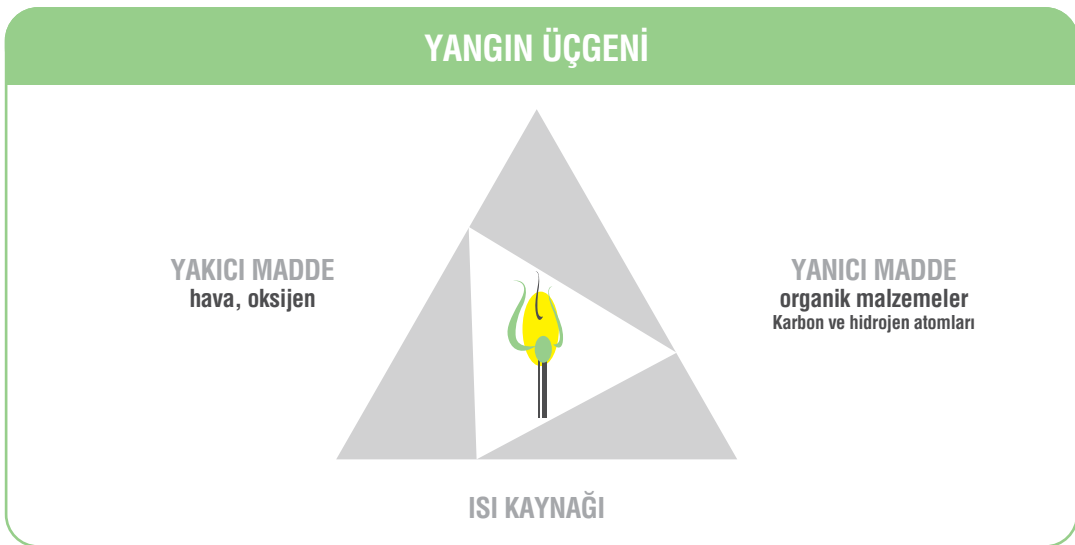 YANGIN ÜÇGENİ
YAKICI MADDE
hava, oksijen
YANICI MADDE
organik malzemeler
Karbon ve hidrojen atomları
ISI KAYNAĞI